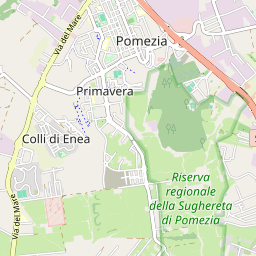 Via del Mare
Pomezia
Primavera
Colli di Enea
Riserva
regionale
della Sughereta
di Pomezia
Via del Mare